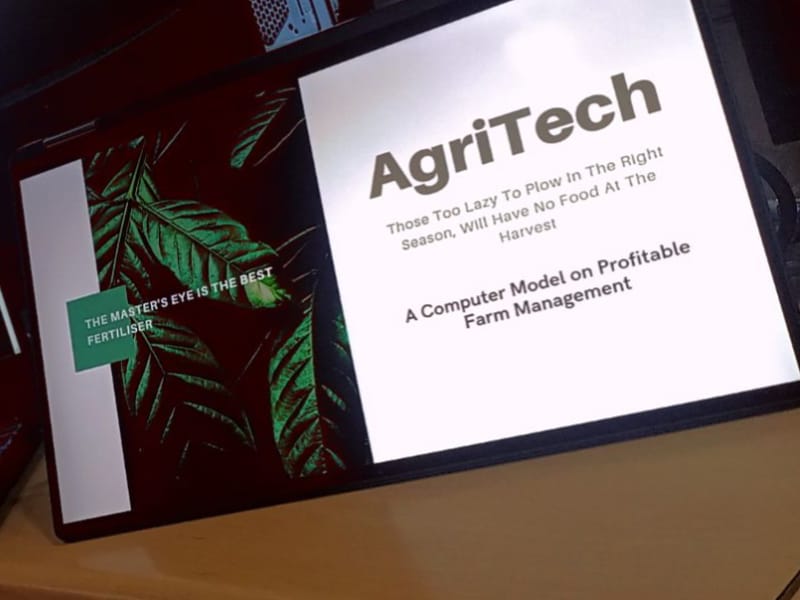 THE MASTER'S EYE IS THE BEST
FERTILISER
AgriTech
Those Too Lazy To Plow In The Right
Season, Will Have No Food At The
Harvest
A Computer Model on Profitable
Farm Management